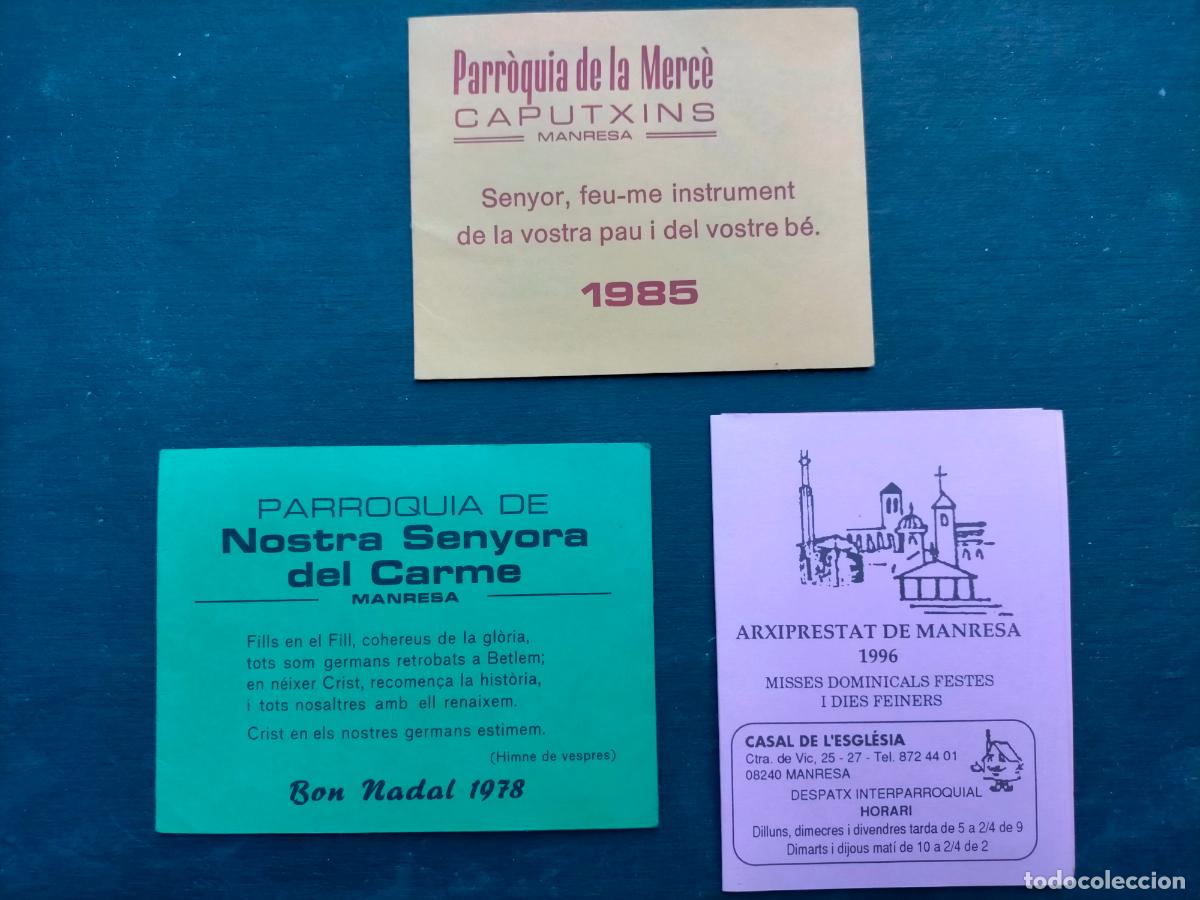 Parròquia de la Mercè
CAPUTXINS
MANRESA
Senyor, feu-me instrument
de la vostra pau i del vostre bé.
1985
PARROQUIA DE
Nostra Senyora
del Carme
MANRESA
Fills en el Fill, cohereus de la glòria,
tots som germans retrobats a Betlem;
en néixer Crist, recomença la història,
i tots nosaltres amb ell renaixem.
Crist en els nostres germans estimem.
(Himne de vespres)
Bon Nadal 1978
ARXIPRESTAT DE MANRESA
1996
MISSES DOMINICALS FESTES
I DIES FEINERS
CASAL DE L'ESGLÉSIA
Ctra. de Vic, 25 - 27 - Tel. 872 44 01
08240 MANRESA
DESPATX INTERPARROQUIAL
HORARI
Dilluns, dimecres i divendres tarda de 5 a 2/4 de 9
Dimarts i dijous matí de 10 a 2/4 de 2
todocoleccion